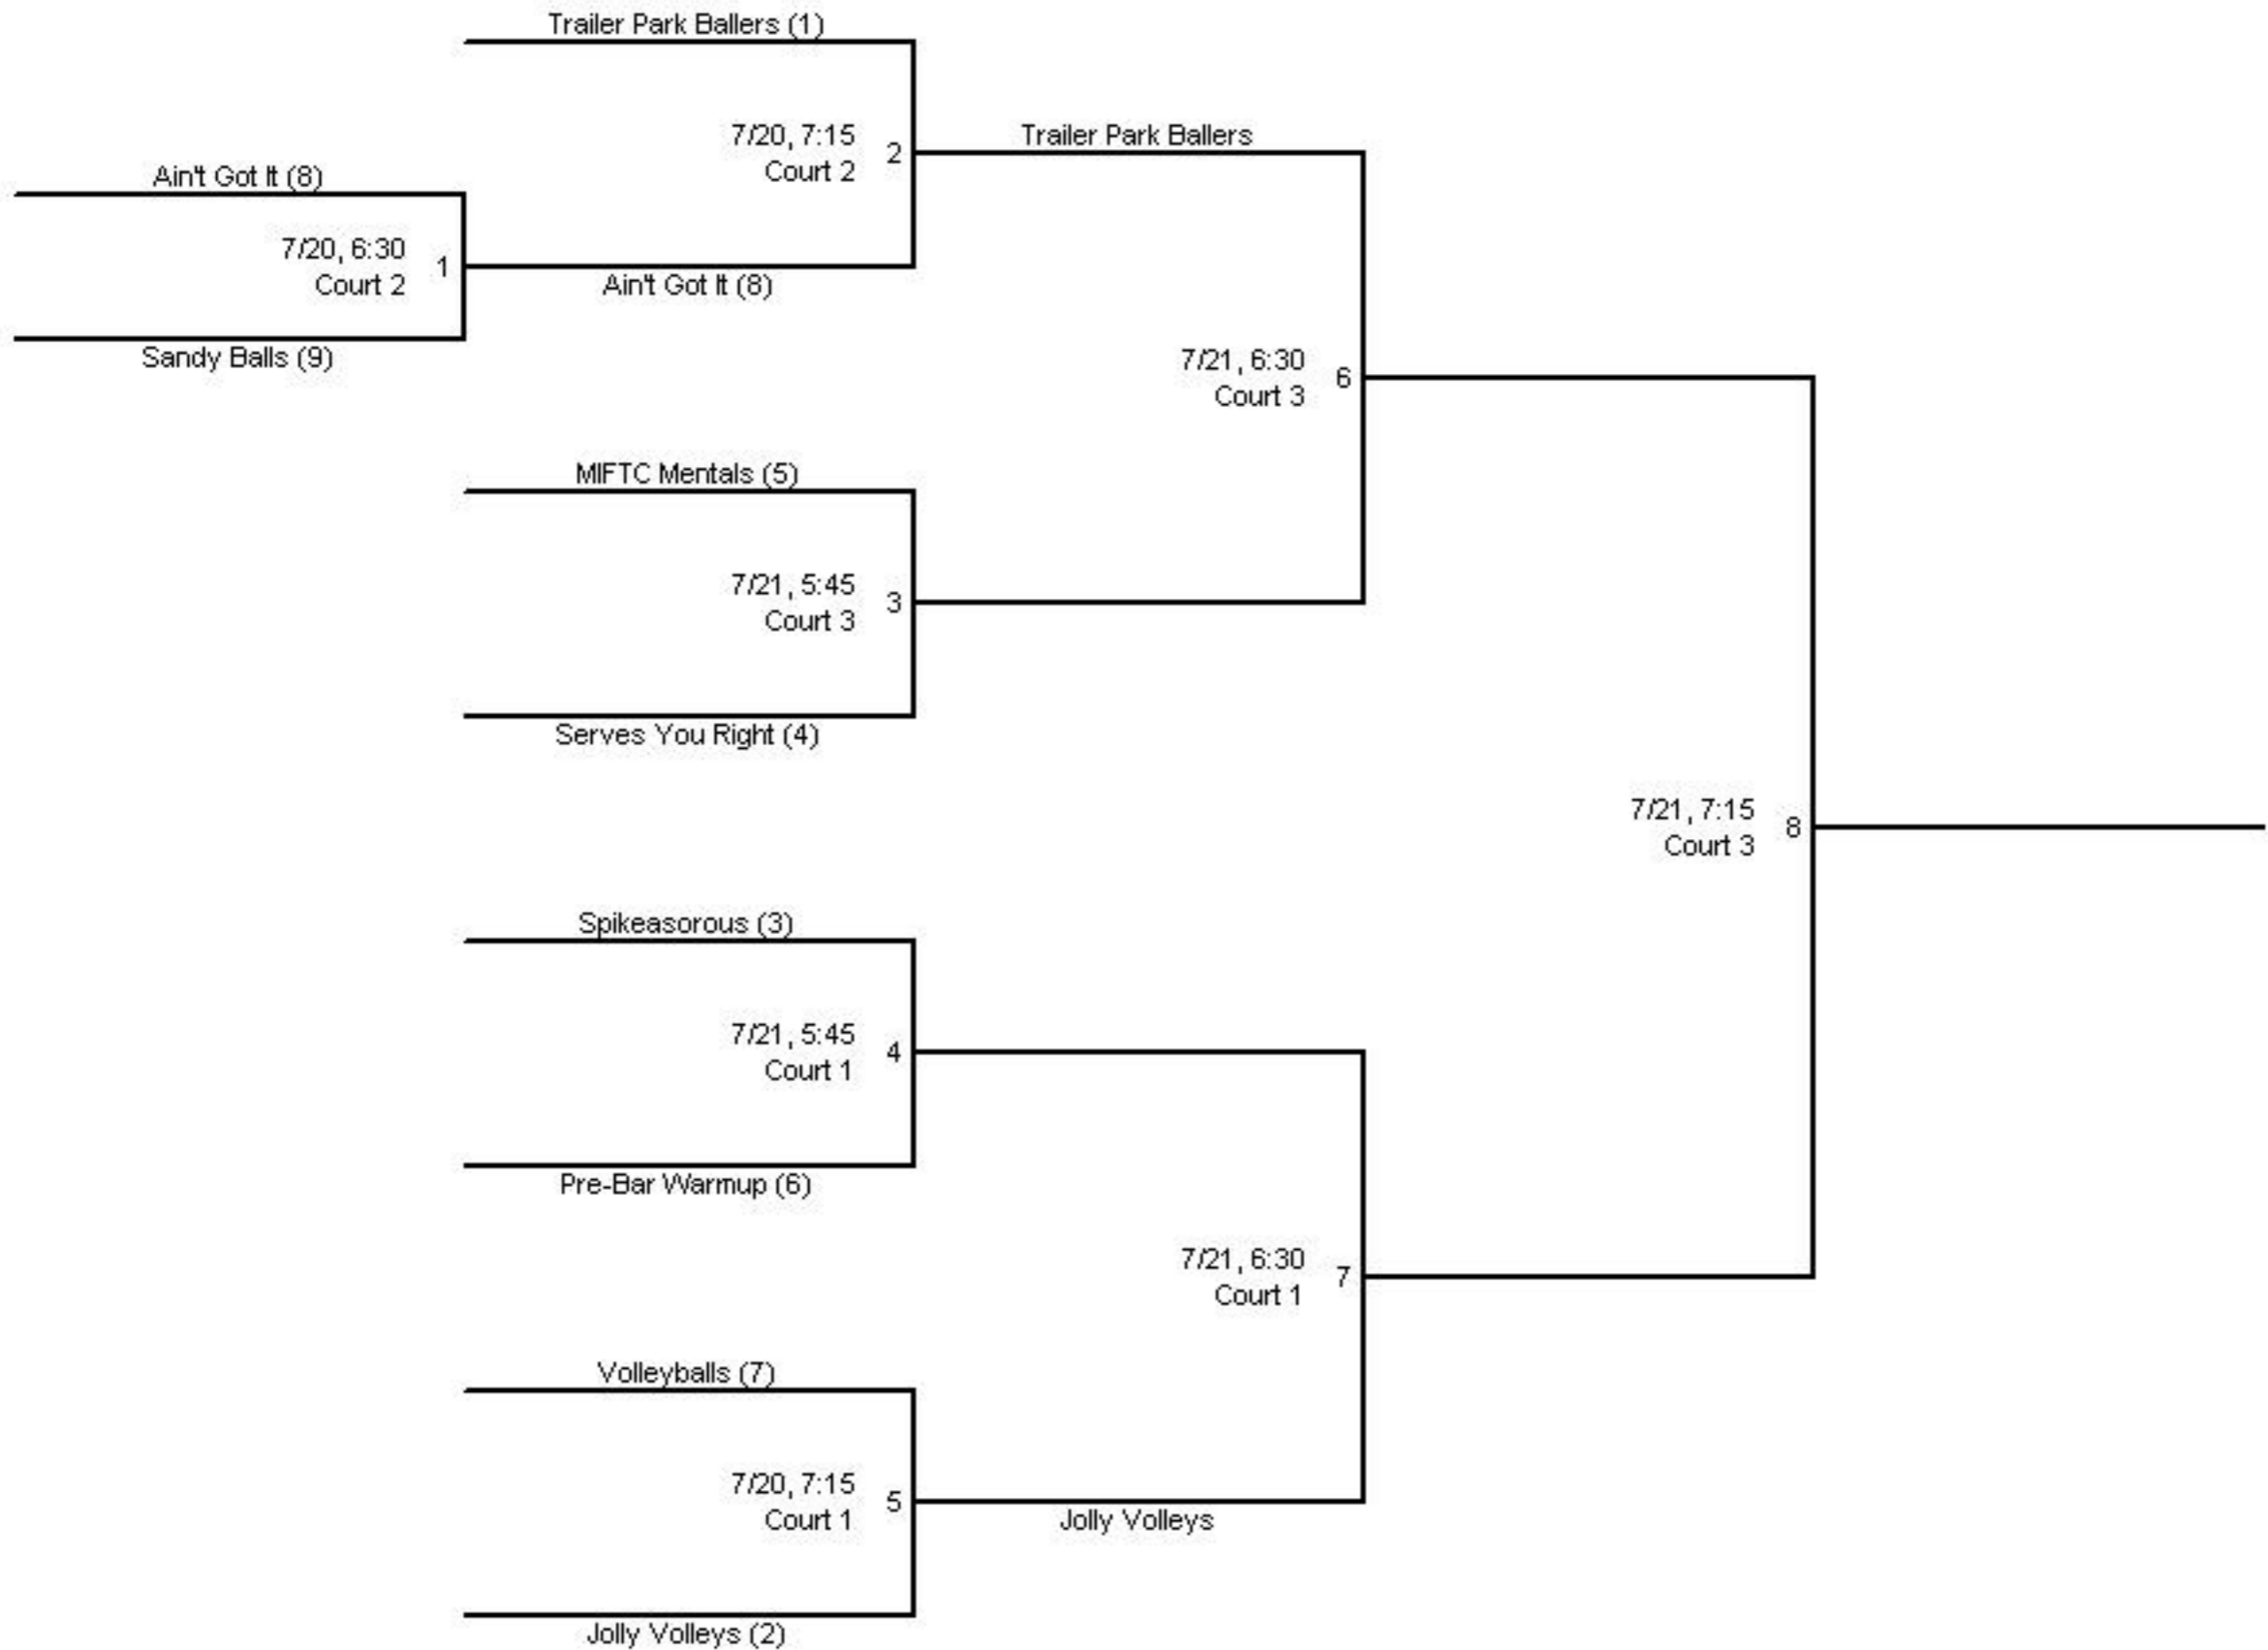 Trailer Park Ballers (1)
7/20, 7:15
Court 2
2
Trailer Park Ballers
Ain't Got It (8)
7/20, 6:30
Court 2
1
Ain't Got It (8)
Sandy Balls (9)
7/21, 6:30
Court 3
6
MIFTC Mentals (5)
7/21, 5:45
Court 3
3
Serves You Right (4)
7/21, 7:15
Court 3
8
Spikeasorous (3)
7/21, 5:45
Court 1
4
Pre-Bar Warmup (6)
7/21, 6:30
Court 1
7
Volleyballs (7)
7/20, 7:15
Court 1
5
Jolly Volleys
Jolly Volleys (2)